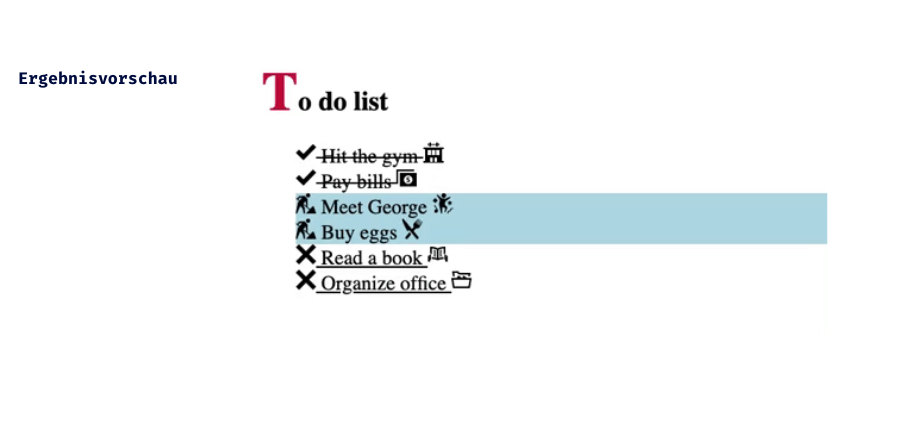 Ergebnisvorschau
To do list
Hit the gym
Pay bills
Meet George
Buy eggs
Read a book
Organize office